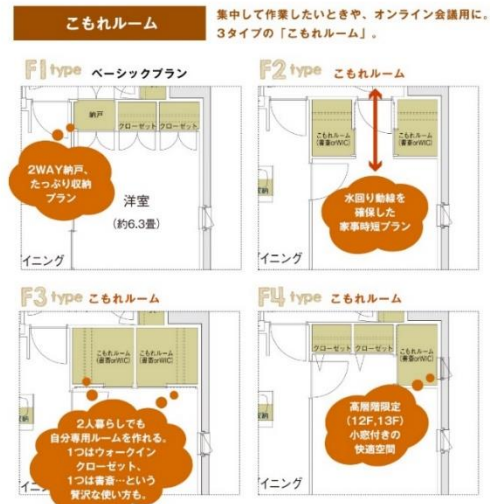 こもれルーム
集中して作業したいときや、オンライン会議用に。
3タイプの「こもれルーム」。
F1 type ベーシックプラン
納戸
クローゼット
クローゼット
2WAY納戸、
たっぷり収納
プラン
洋室
(約6.3畳)
イニング
F2 type こもれルーム
こもれルーム
(書斎orWIC)
こもれルーム
(書斎orWIC)
水回り動線を
確保した
家事時短プラン
イニング
F3 type こもれルーム
こもれルーム
(書斎orWIC)
こもれルーム
(書斎orWIC)
2人暮らしでも
自分専用ルームを作れる。
1つはウォークイン
クローゼット、
1つは書斎…という
贅沢な使い方も。
F4 type こもれルーム
クローゼット
クローゼット
こもれルーム
(書斎orWIC)
高層階限定
(12F,13F)
小窓付きの
快適空間
イニング